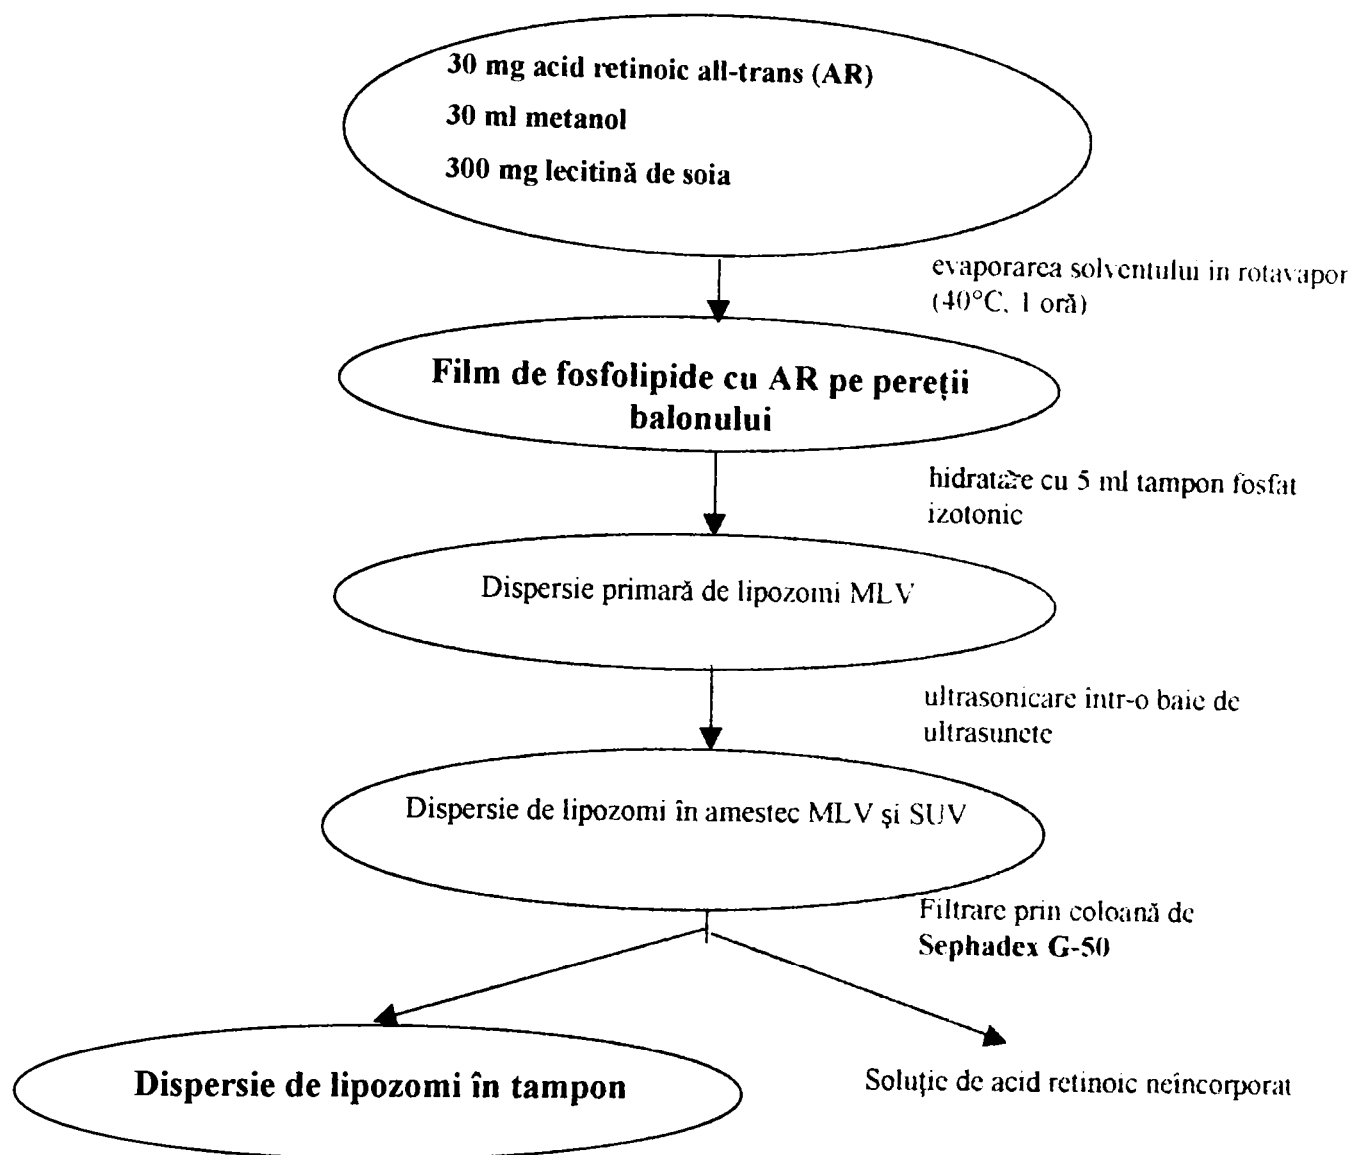 30 mg acid retinoic all-trans (AR)
30 ml metanol
300 mg lecitină de soia
evaporarea solventului in rotavapor
(40°C, 1 oră)
Film de fosfolipide cu AR pe pereții
balonului
hidratare cu 5 ml tampon fosfat
izotonic
Dispersie primară de lipozomi MLV
ultrasonicare într-o baie de
ultrasunete
Dispersie de lipozomi în amestec MLV și SUV
Filtrare prin coloană de
Sephadex G-50
Dispersie de lipozomi în tampon
Soluție de acid retinoic neîncorporat